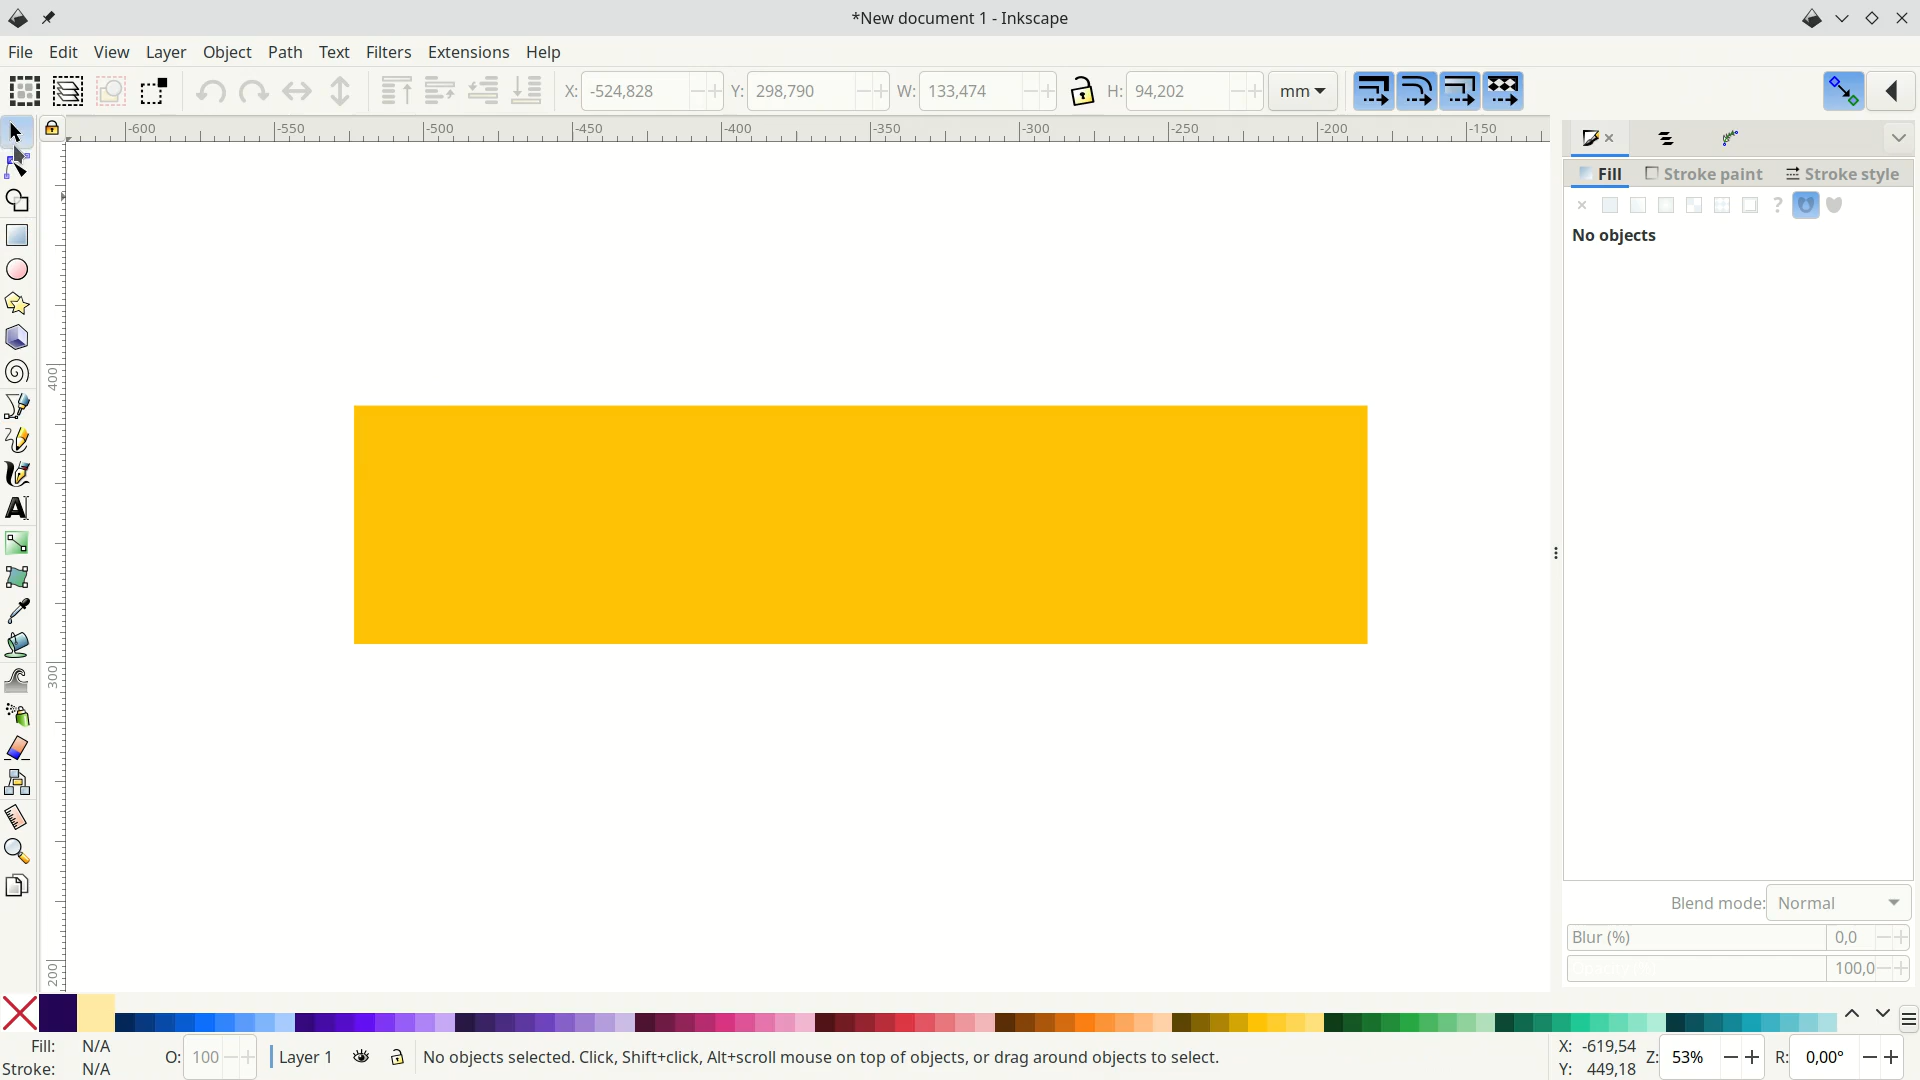 *New document 1 - Inkscape
File Edit View Layer Object Path Text Filters Extensions Help
X: -524,828 Y: 298,790 W: 133,474 H: 94,202 mm
-600 -550 -500 -450 -400 -350 -300 -250 -200 -150
Fill Stroke paint Stroke style
?
No objects
400
300
200
Blend mode: Normal
Blur (%) 0,0
100,0
Fill: N/A
Stroke: N/A
O: 100
Layer 1
No objects selected. Click, Shift+click, Alt+scroll mouse on top of objects, or drag around objects to select.
X: -619,54
Y: 449,18
Z: 53%
R: 0,00°